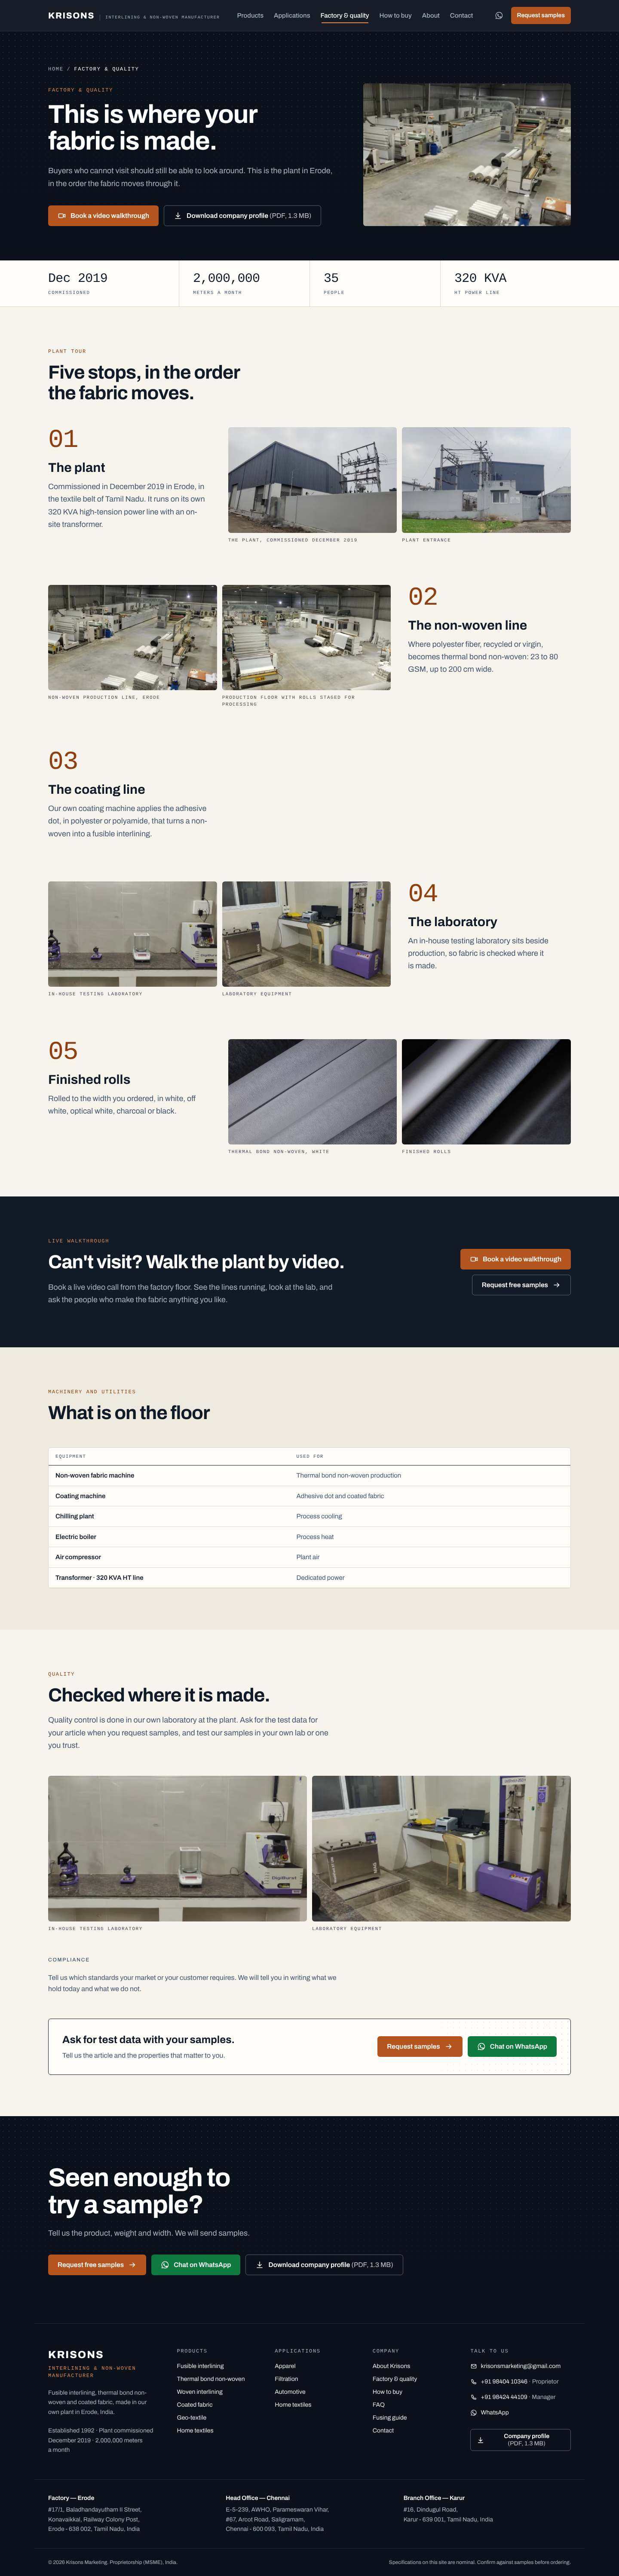 KRISONS INTERLINING & NON-WOVEN MANUFACTURER Products Applications Factory & quality How to buy About Contact Request samples
HOME / FACTORY & QUALITY
FACTORY & QUALITY
This is where your
fabric is made.
Buyers who cannot visit should still be able to look around. This is the plant in Erode,
in the order the fabric moves through it.
Book a video walkthrough Download company profile (PDF, 1.3 MB)
Dec 2019 2,000,000 35 320 KVA
COMMISSIONED METERS A MONTH PEOPLE HT POWER LINE
PLANT TOUR
Five stops, in the order
the fabric moves.
01
The plant
Commissioned in December 2019 in Erode, in
the textile belt of Tamil Nadu. It runs on its own
320 KVA high-tension power line with an on-
site transformer.
THE PLANT, COMMISSIONED DECEMBER 2019 PLANT ENTRANCE
02
The non-woven line
Where polyester fiber, recycled or virgin,
becomes thermal bond non-woven: 23 to 80
GSM, up to 200 cm wide.
NON-WOVEN PRODUCTION LINE, ERODE PRODUCTION FLOOR WITH ROLLS STAGED FOR
PROCESSING
03
The coating line
Our own coating machine applies the adhesive
dot, in polyester or polyamide, that turns a non-
woven into a fusible interlining.
04
The laboratory
An in-house testing laboratory sits beside
production, so fabric is checked where it
is made.
IN-HOUSE TESTING LABORATORY LABORATORY EQUIPMENT
05
Finished rolls
Rolled to the width you ordered, in white, off
white, optical white, charcoal or black.
THERMAL BOND NON-WOVEN, WHITE FINISHED ROLLS
LIVE WALKTHROUGH
Can't visit? Walk the plant by video.
Book a live video call from the factory floor. See the lines running, look at the lab, and
ask the people who make the fabric anything you like.
Book a video walkthrough
Request free samples
MACHINERY AND UTILITIES
What is on the floor
EQUIPMENT USED FOR
Non-woven fabric machine Thermal bond non-woven production
Coating machine Adhesive dot and coated fabric
Chilling plant Process cooling
Electric boiler Process heat
Air compressor Plant air
Transformer · 320 KVA HT line Dedicated power
QUALITY
Checked where it is made.
Quality control is done in our own laboratory at the plant. Ask for the test data for
your article when you request samples, and test our samples in your own lab or one
you trust.
DigiBurst
IN-HOUSE TESTING LABORATORY LABORATORY EQUIPMENT
COMPLIANCE
Tell us which standards your market or your customer requires. We will tell you in writing what we
hold today and what we do not.
Ask for test data with your samples.
Tell us the article and the properties that matter to you.
Request samples Chat on WhatsApp
Seen enough to
try a sample?
Tell us the product, weight and width. We will send samples.
Request free samples Chat on WhatsApp Download company profile (PDF, 1.3 MB)
KRISONS
INTERLINING & NON-WOVEN
MANUFACTURER
Fusible interlining, thermal bond non-
woven and coated fabric, made in our
own plant in Erode, India.
Established 1992 · Plant commissioned
December 2019 · 2,000,000 meters
a month
PRODUCTS
Fusible interlining
Thermal bond non-woven
Woven interlining
Coated fabric
Geo-textile
Home textiles
APPLICATIONS
Apparel
Filtration
Automotive
Home textiles
COMPANY
About Krisons
Factory & quality
How to buy
FAQ
Fusing guide
Contact
TALK TO US
krisonsmarketing@gmail.com
+91 98404 10346 · Proprietor
+91 98424 44109 · Manager
WhatsApp
Company profile
(PDF, 1.3 MB)
Factory — Erode
#17/1, Baladhandayutham II Street,
Konavaikkal, Railway Colony Post,
Erode - 638 002, Tamil Nadu, India
Head Office — Chennai
E-5-239, AWHO, Parameswaran Vihar,
#67, Arcot Road, Saligramam,
Chennai - 600 093, Tamil Nadu, India
Branch Office — Karur
#16, Dindugul Road,
Karur - 639 001, Tamil Nadu, India
© 2026 Krisons Marketing. Proprietorship (MSME), India. Specifications on this site are nominal. Confirm against samples before ordering.